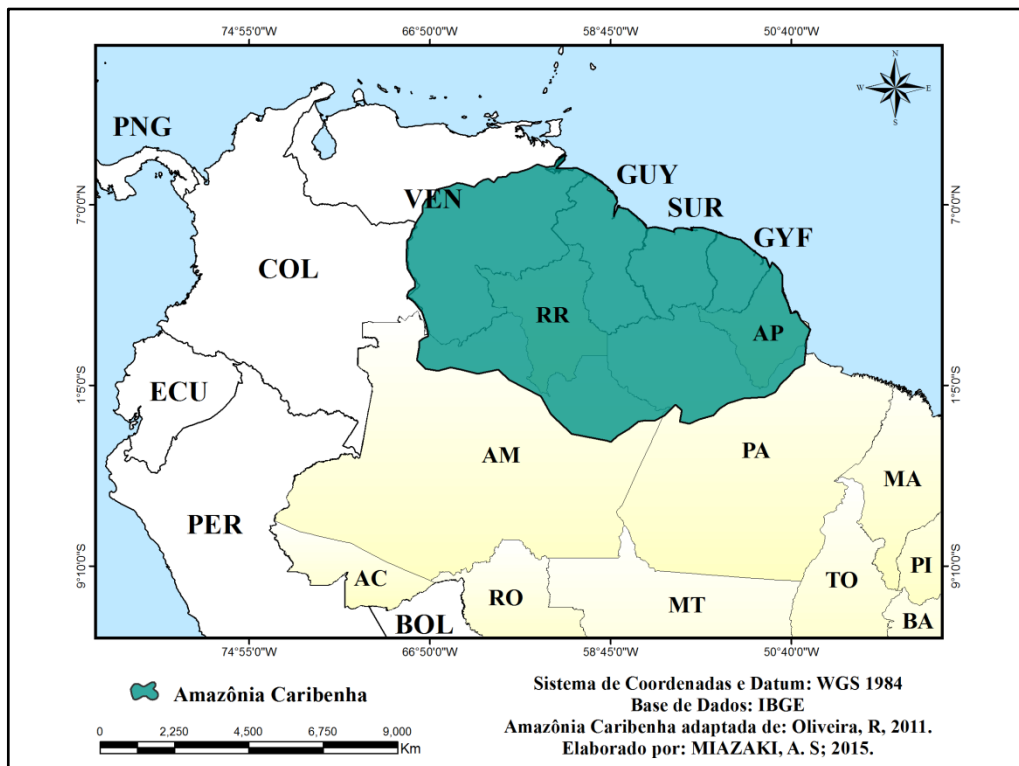 74°55'0"W 66°50'0"W 58°45'0"W 50°40'0"W
N
W E
S
PNG
GUY
VEN
7°0'0"N 7°0'0"N
SUR
GYF
COL
RR
AP
ECU
1°5'0"S 1°5'0"S
AM
PA
MA
PER
9°10'0"S 9°10'0"S
AC
PI
TO
RO
MT
BOL
BA
74°55'0"W 66°50'0"W 58°45'0"W 50°40'0"W
Amazônia Caribenha
0 2,250 4,500 6,750 9,000
Km
Sistema de Coordenadas e Datum: WGS 1984
Base de Dados: IBGE
Amazônia Caribenha adaptada de: Oliveira, R, 2011.
Elaborado por: MIAZAKI, A. S; 2015.